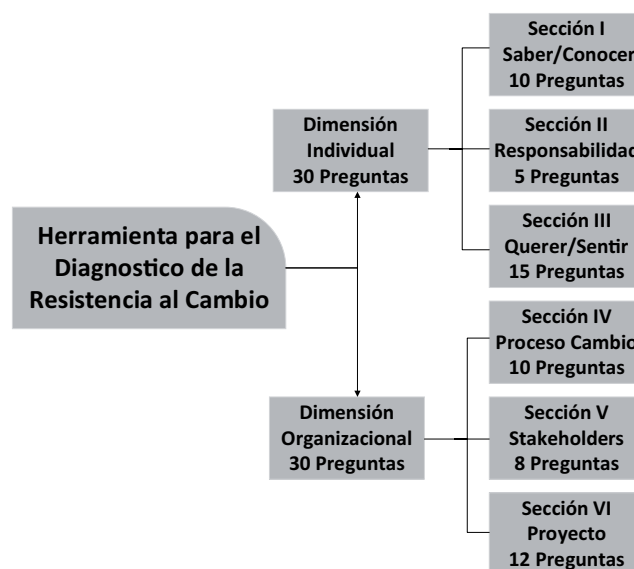 Herramienta para el
Diagnostico de la
Resistencia al Cambio
Dimensión
Individual
30 Preguntas
Sección I
Saber/Conocer
10 Preguntas
Sección II
Responsabilidad
5 Preguntas
Sección III
Querer/Sentir
15 Preguntas
Dimensión
Organizacional
30 Preguntas
Sección IV
Proceso Cambio
10 Preguntas
Sección V
Stakeholders
8 Preguntas
Sección VI
Proyecto
12 Preguntas